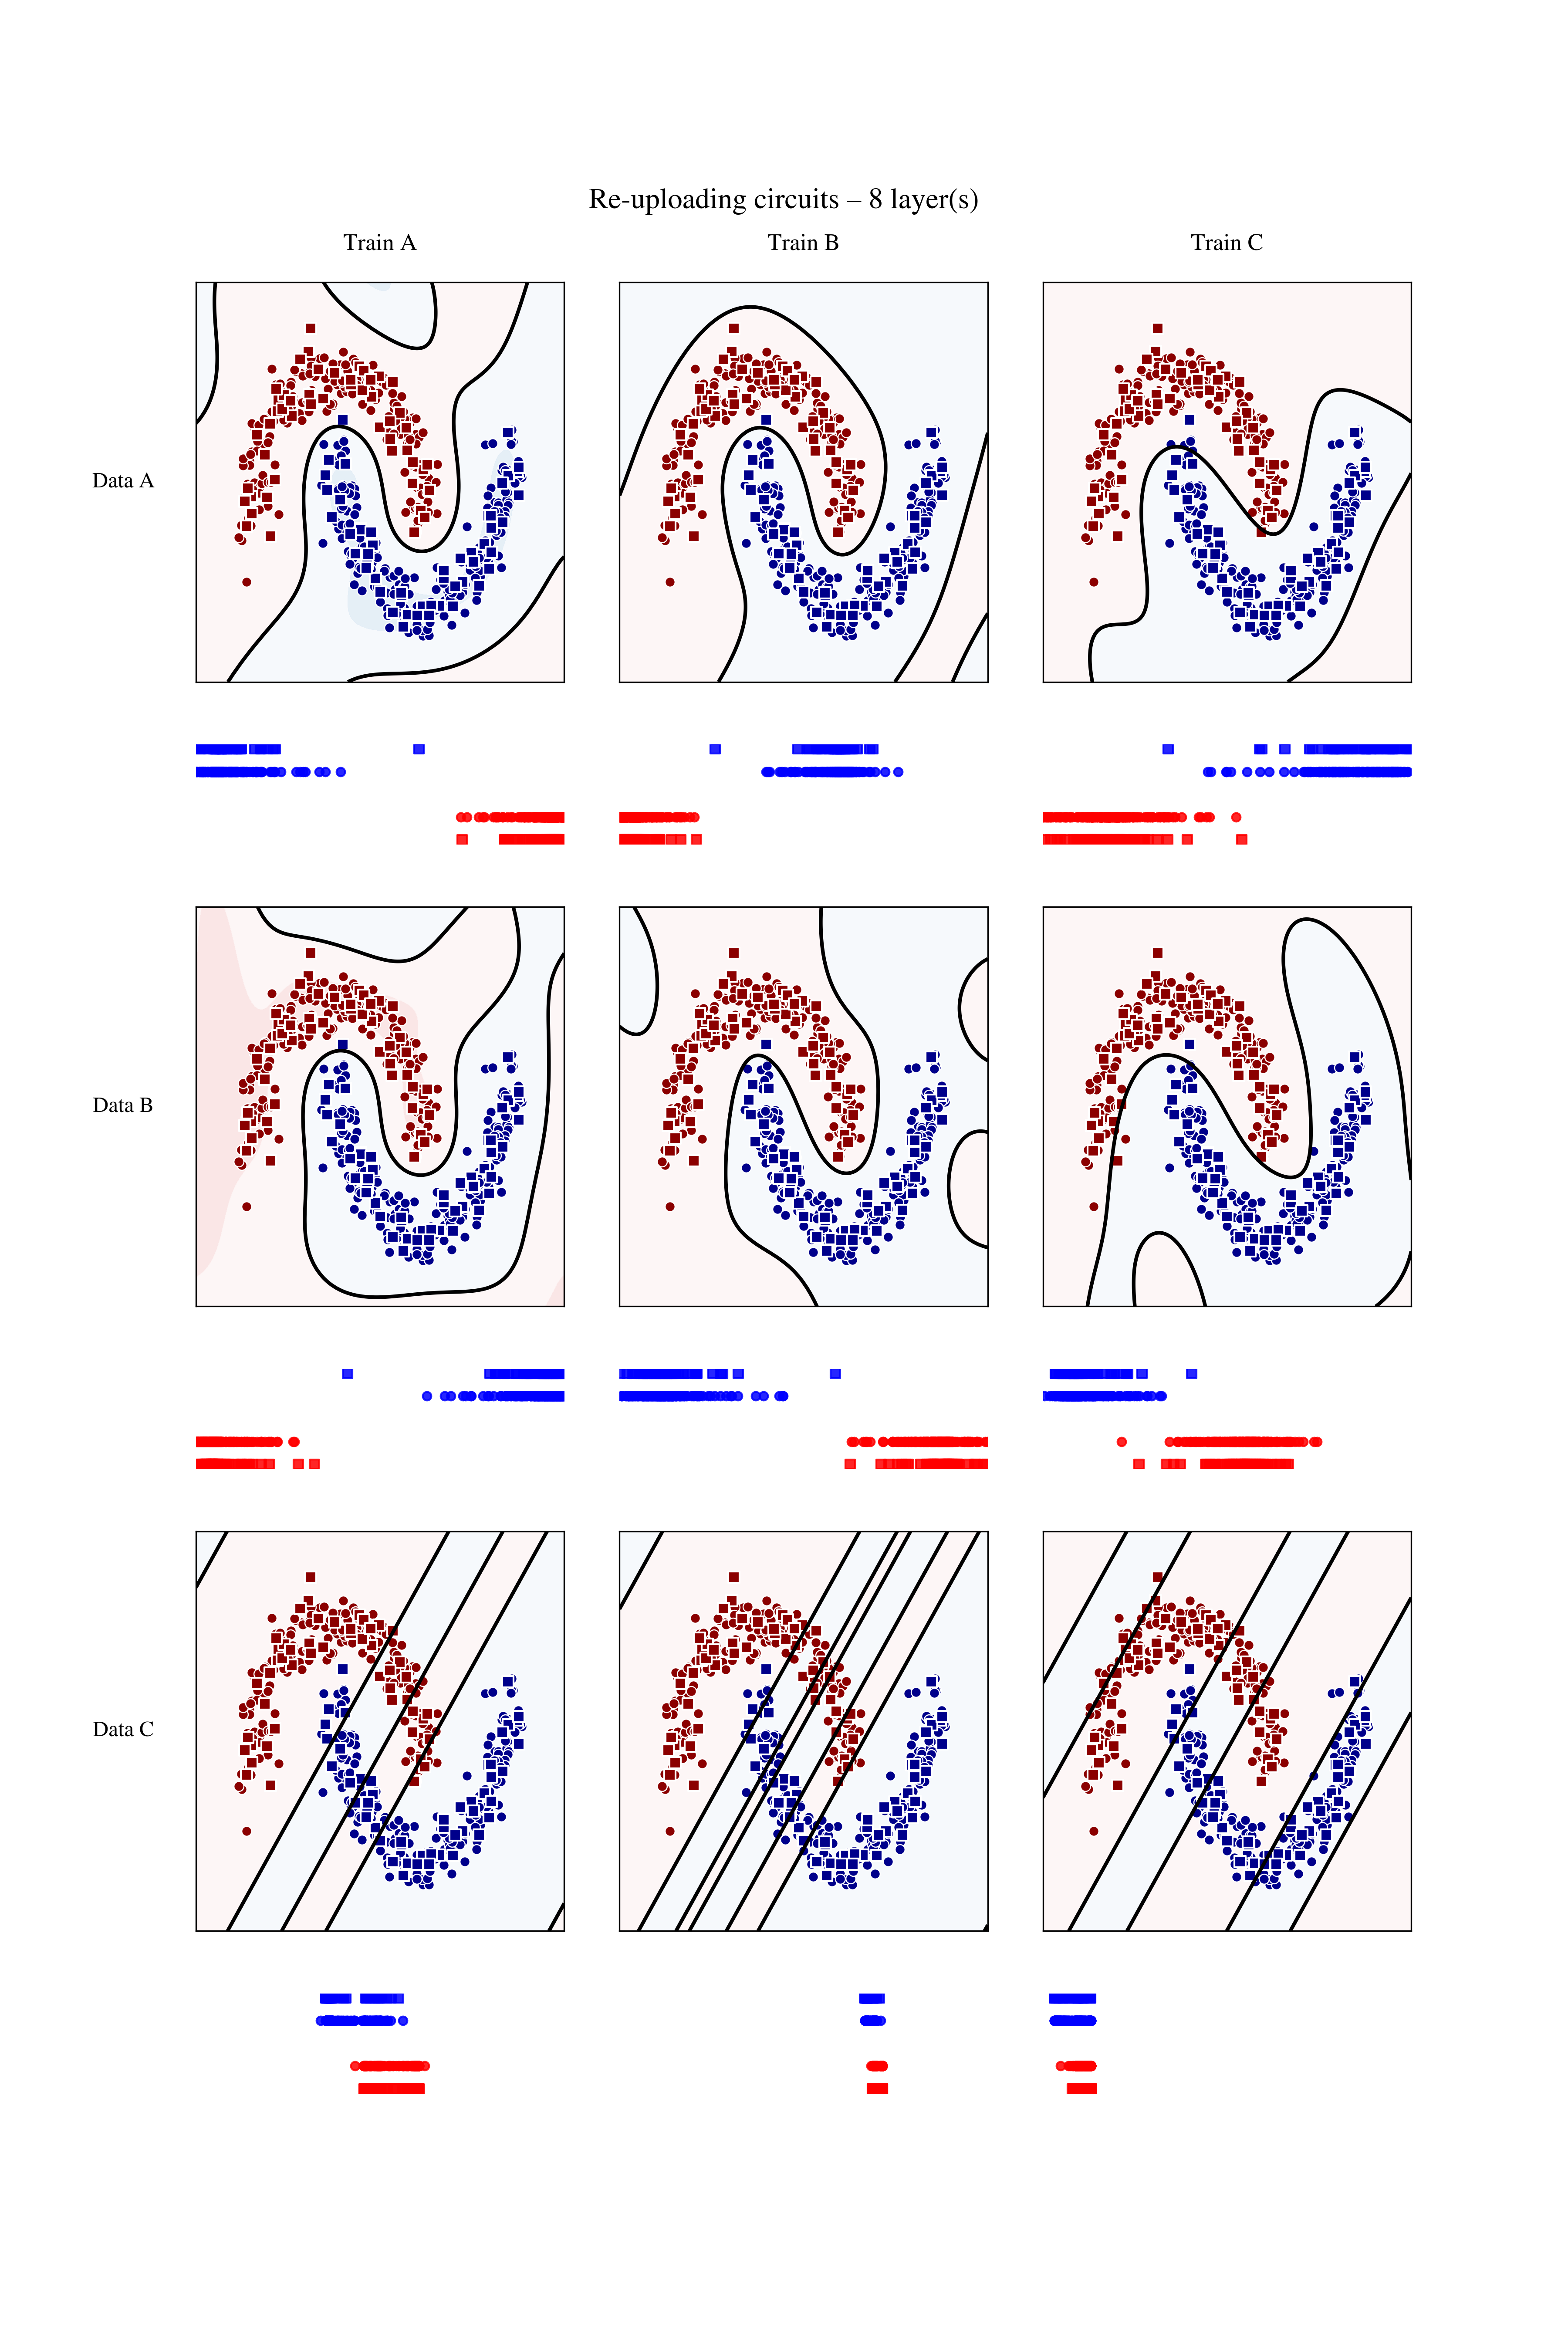 Re-uploading circuits – 8 layer(s)
Train A
Train B
Train C
Data A
Data B
Data C